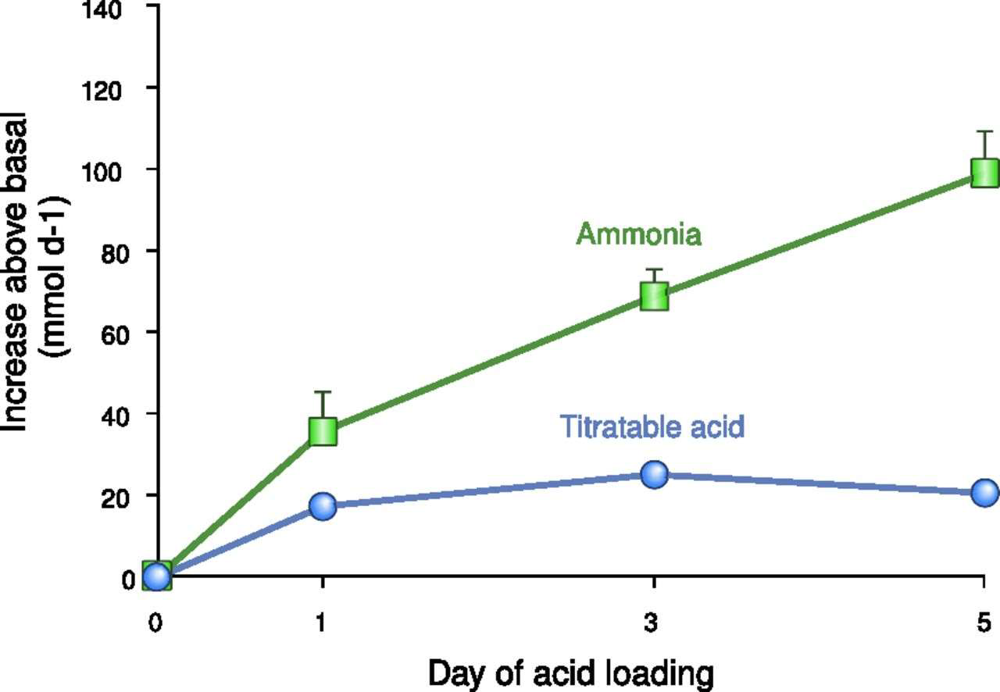 140
120
100
80
60
40
20
0
Increase above basal
(mmol d-1)
Ammonia
Titratable acid
0 1 3 5
Day of acid loading